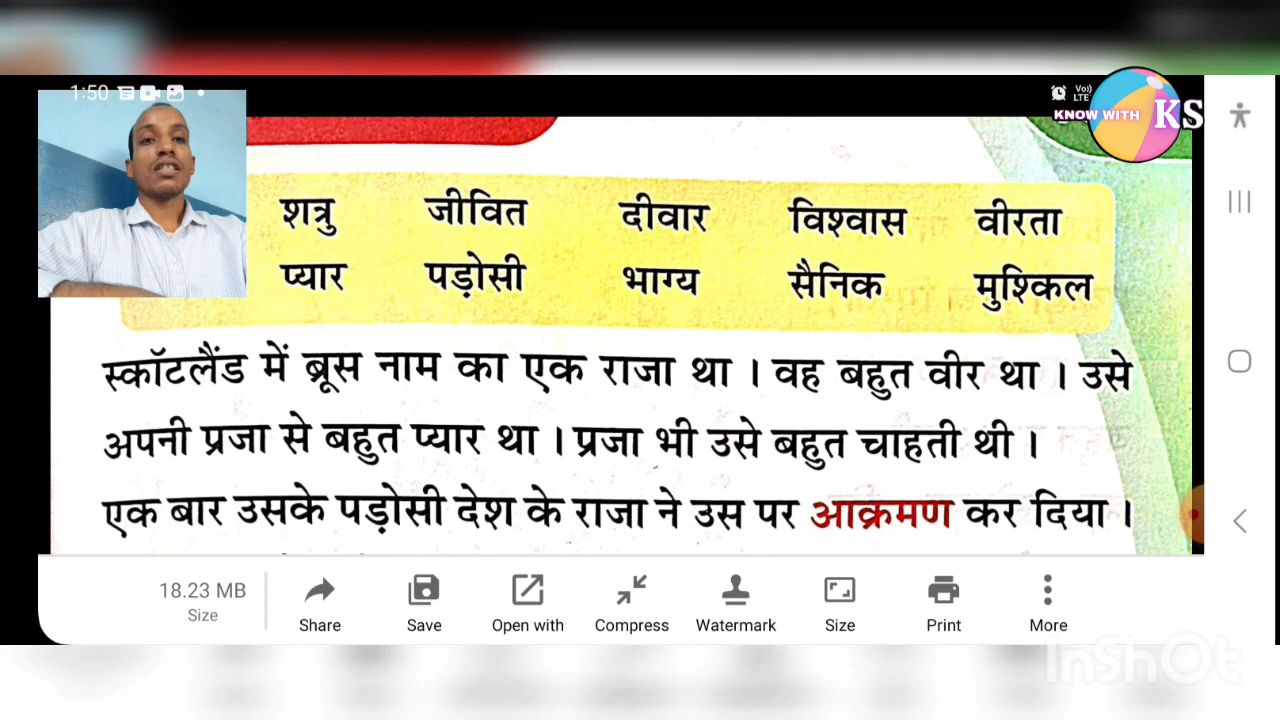 1:50
Vo))
LTE
KNOW WITH KS
शत्रु जीवित दीवार विश्वास वीरता
प्यार पड़ोसी भाग्य सैनिक मुश्किल
स्कॉटलैंड में ब्रूस नाम का एक राजा था । वह बहुत वीर था । उसे
अपनी प्रजा से बहुत प्यार था । प्रजा भी उसे बहुत चाहती थी ।
एक बार उसके पड़ोसी देश के राजा ने उस पर आक्रमण कर दिया ।
18.23 MB
Size
Share Save Open with Compress Watermark Size Print More
InShOt